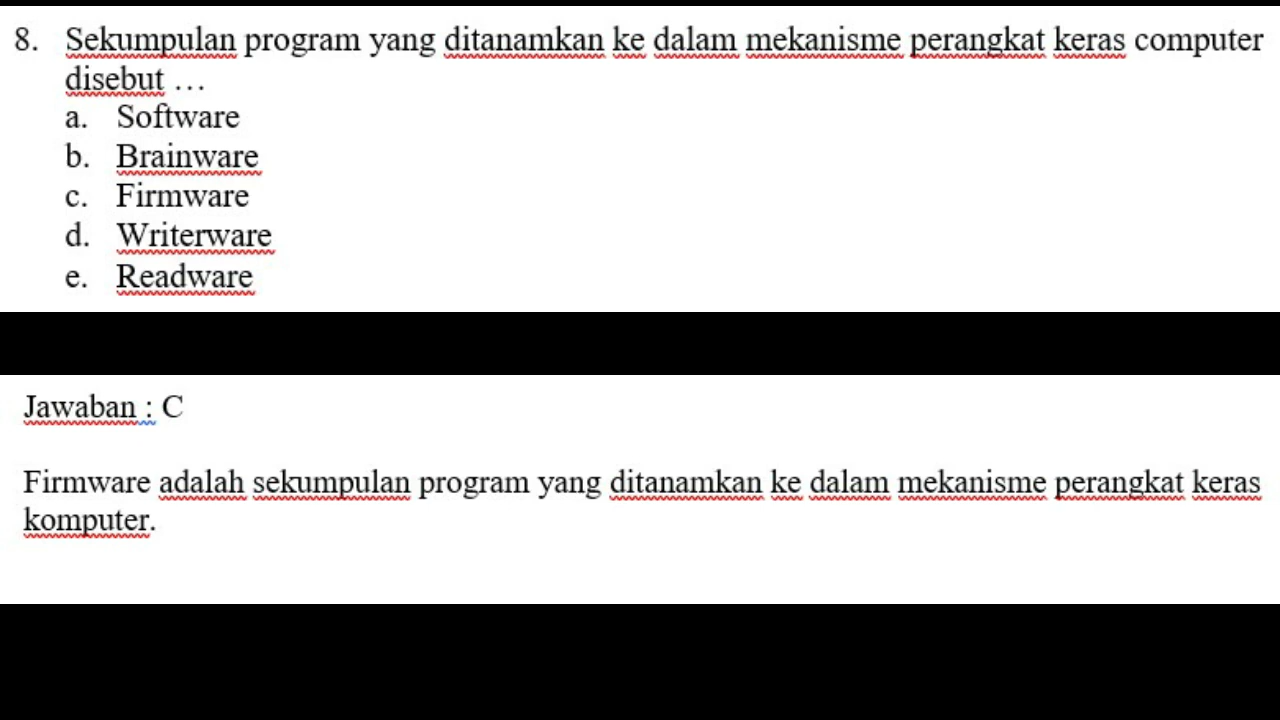 8. Sekumpulan program yang ditanamkan ke dalam mekanisme perangkat keras computer
disebut …
a. Software
b. Brainware
c. Firmware
d. Writerware
e. Readware
Jawaban : C
Firmware adalah sekumpulan program yang ditanamkan ke dalam mekanisme perangkat keras
komputer.